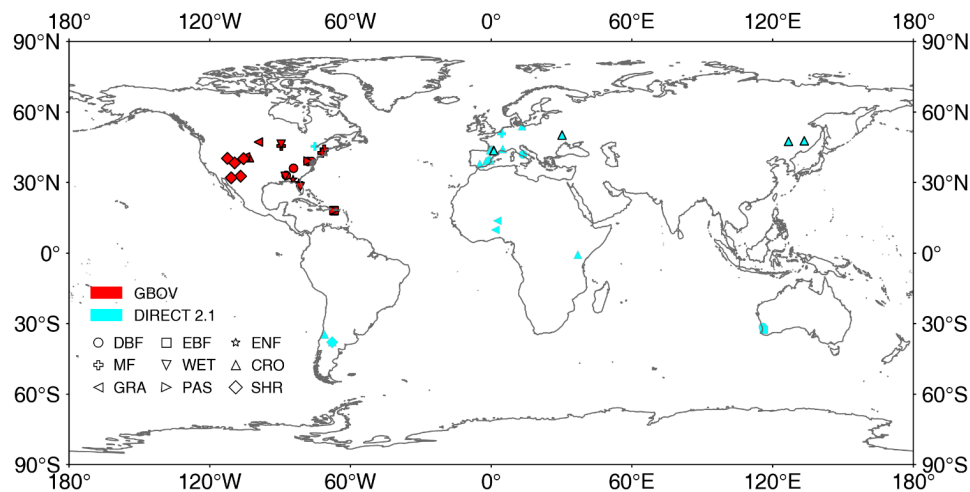 180° 120°W 60°W 0° 60°E 120°E 180°
90°N 90°N
60°N 60°N
30°N 30°N
0° 0°
30°S 30°S
60°S 60°S
90°S 90°S
180° 120°W 60°W 0° 60°E 120°E 180°
GBOV
DIRECT 2.1
DBF EBF ENF
MF WET CRO
GRA PAS SHR